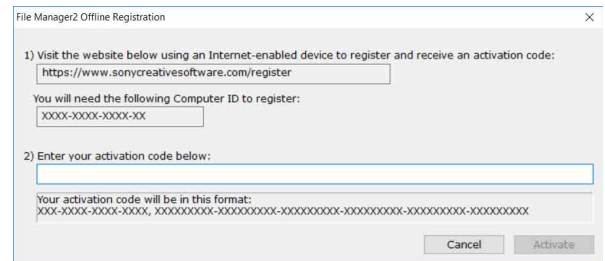 File Manager2 Offline Registration
1) Visit the website below using an Internet-enabled device to register and receive an activation code:
https://www.sonycreativesoftware.com/register
You will need the following Computer ID to register:
XXXX-XXXX-XXXX-XX
2) Enter your activation code below:
Your activation code will be in this format:
XXX-XXXX-XXXX-XXXX, XXXXXXXXX-XXXXXXXXX-XXXXXXXXX-XXXXXXXXX-XXXXXXXXX-XXXXXXXXX
Cancel Activate